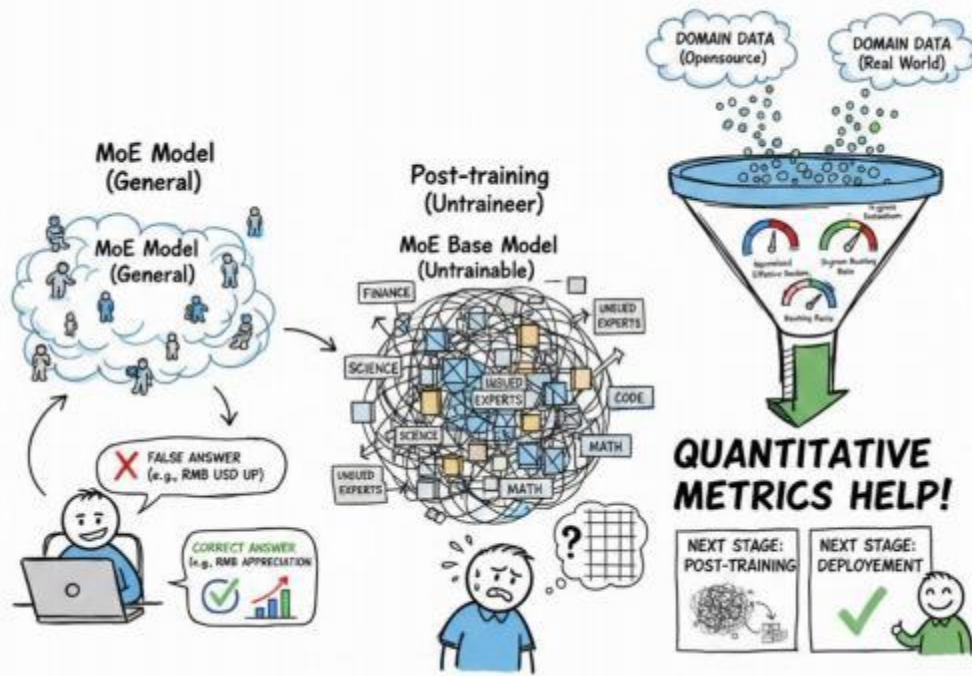 MoE Model
(General)
MoE Model
(General)
FALSE ANSWER
(e.g., RMB USD UP)
CORRECT ANSWER
(e.g., RMB APPRECIATION
Post-training
(Untraineer)
MoE Base Model
(Untrainable)
FINANCE
UNEUED
EXPERTS
SCIENCE
EXPERTS
CODE
SCIENCE
MATH
EXPERTS
MATH
?
DOMAIN DATA
(Opensource)
DOMAIN DATA
(Real World)
QUANTITATIVE
METRICS HELP!
NEXT STAGE:
POST-TRAINING
NEXT STAGE:
DEPLOYEMENT